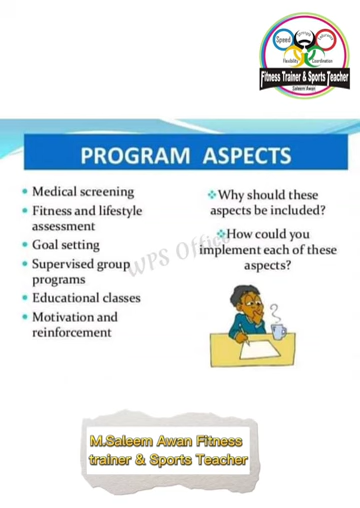 Speed
Flexibility
Coordination
Fitness Trainer & Sports Teacher
Saleem Awan
PROGRAM ASPECTS
• Medical screening
• Fitness and lifestyle
assessment
• Goal setting
• Supervised group
programs
• Educational classes
• Motivation and
reinforcement
❖Why should these
aspects be included?
❖How could you
implement each of these
aspects?
WPS Office
M.Saleem Awan Fitness
trainer & Sports Teacher